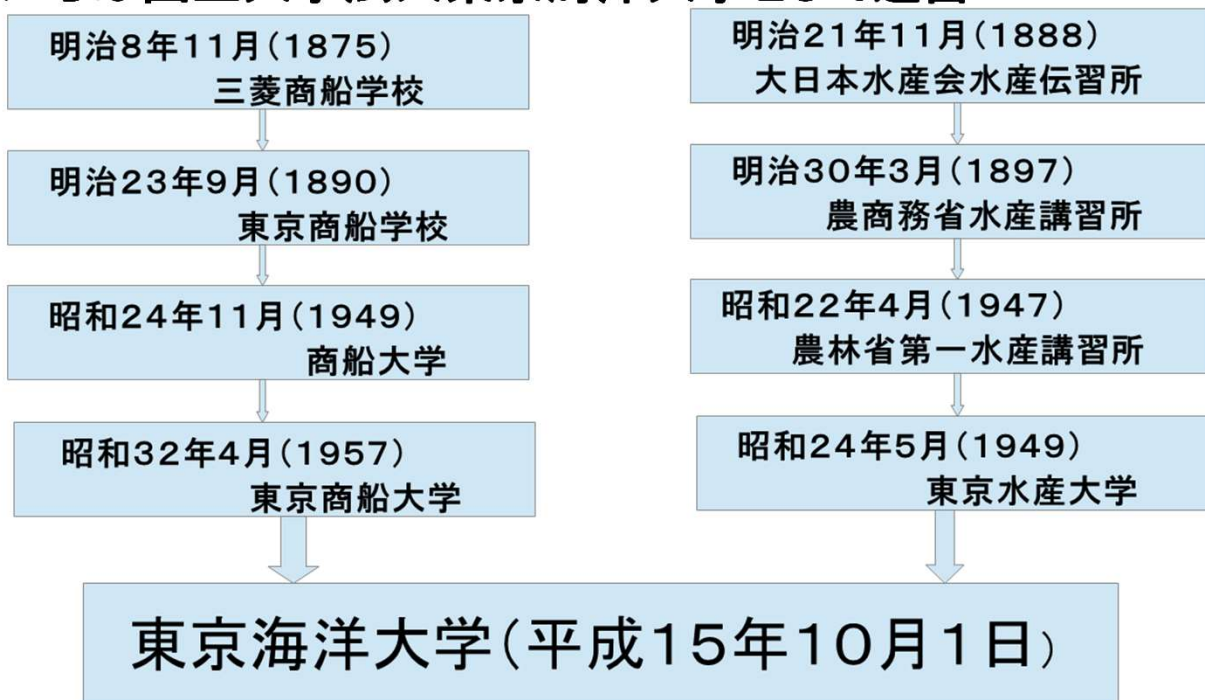 明治8年11月(1875)
三菱商船学校
明治23年9月(1890)
東京商船学校
昭和24年11月(1949)
商船大学
昭和32年4月(1957)
東京商船大学
明治21年11月(1888)
大日本水産会水産伝習所
明治30年3月(1897)
農商務省水産講習所
昭和22年4月(1947)
農林省第一水産講習所
昭和24年5月(1949)
東京水産大学
東京海洋大学(平成15年10月1日)